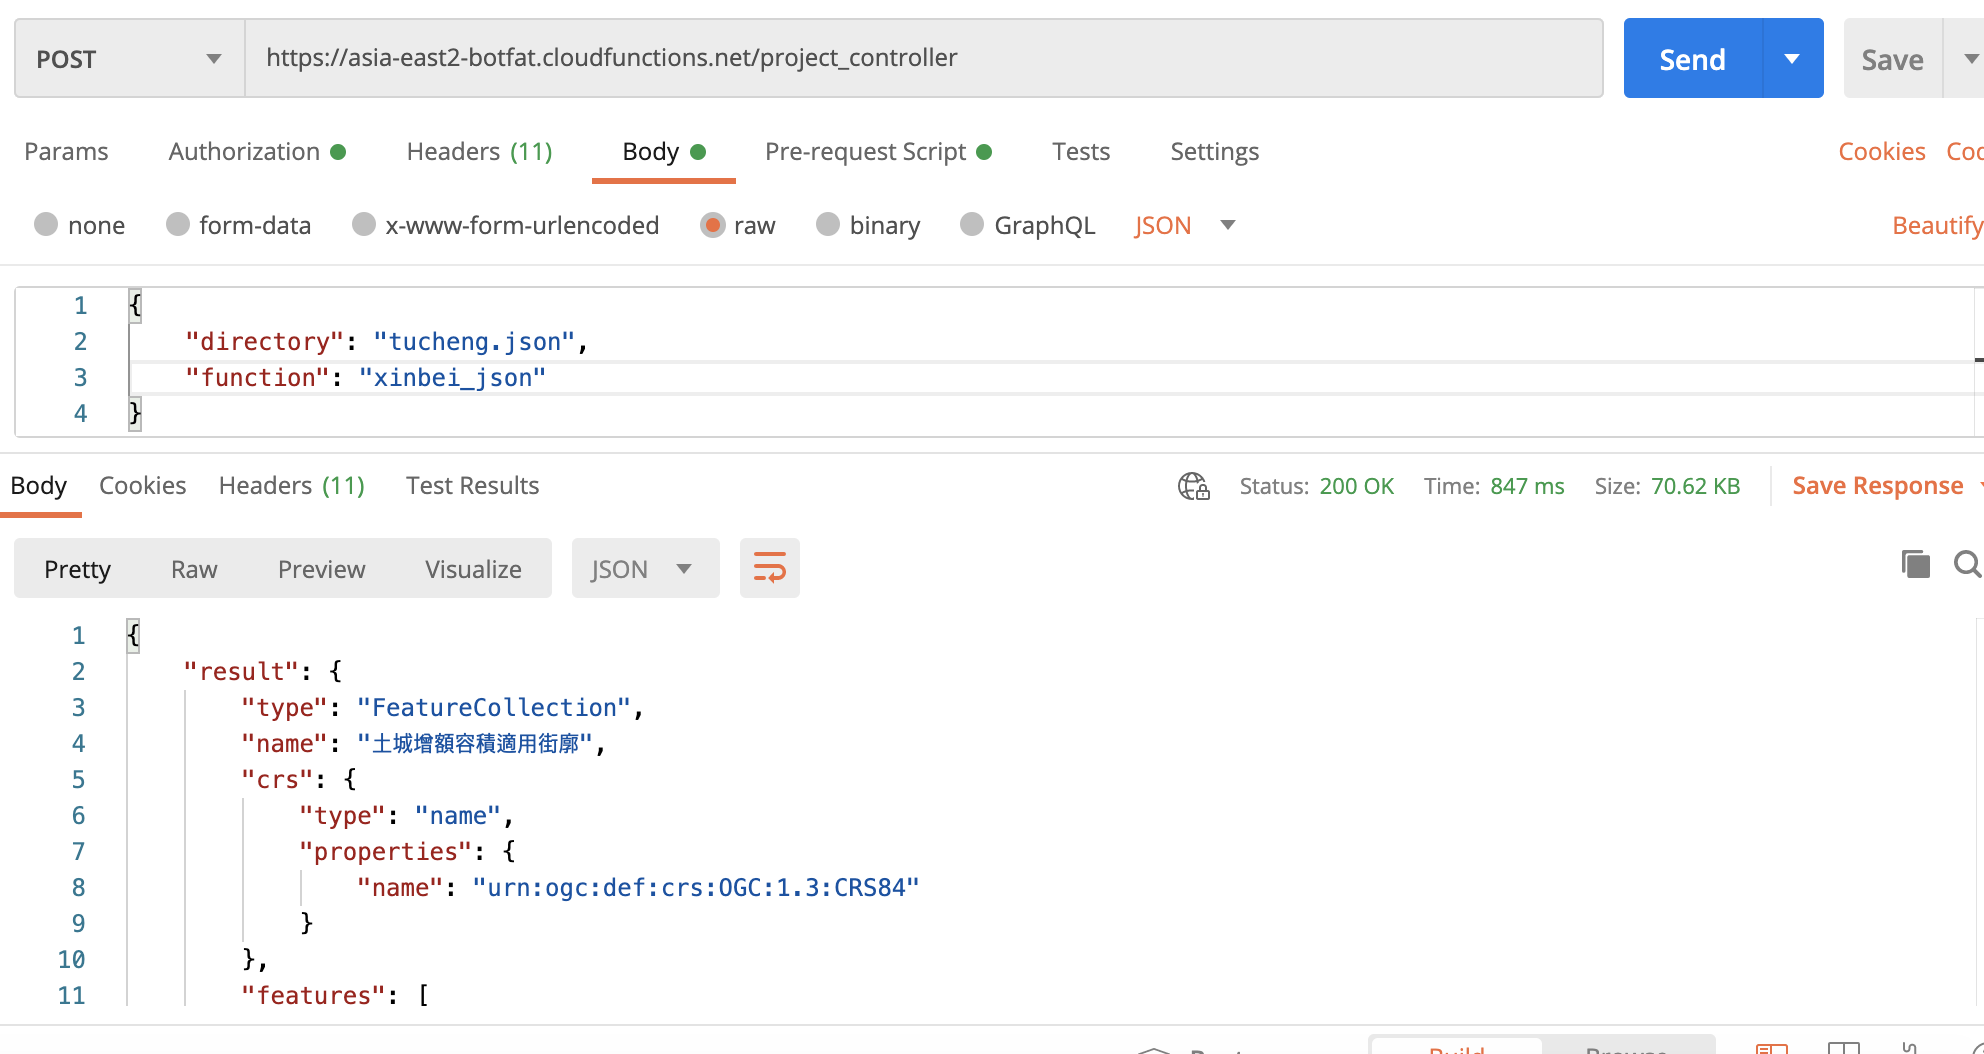 POST https://asia-east2-botfat.cloudfunctions.net/project_controller Send Save
Params Authorization Headers (11) Body Pre-request Script Tests Settings Cookies
none form-data x-www-form-urlencoded raw binary GraphQL JSON Beautify
1 {
2 "directory": "tucheng.json",
3 "function": "xinbei_json"
4 }
Body Cookies Headers (11) Test Results Status: 200 OK Time: 847 ms Size: 70.62 KB Save Response
Pretty Raw Preview Visualize JSON
1 {
2 "result": {
3 "type": "FeatureCollection",
4 "name": "土城增額容積適用街廓",
5 "crs": {
6 "type": "name",
7 "properties": {
8 "name": "urn:ogc:def:crs:OGC:1.3:CRS84"
9 }
10 },
11 "features": [
Build Browse